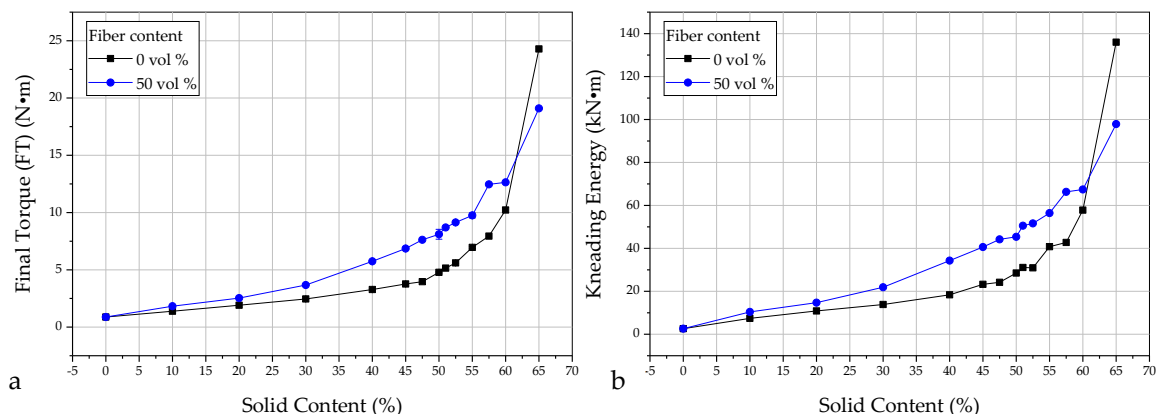 Fiber content
0 vol %
50 vol %
Final Torque (FT) (N•m)
25
20
15
10
5
0
-5 0 5 10 15 20 25 30 35 40 45 50 55 60 65 70
Solid Content (%)
a
Fiber content
0 vol %
50 vol %
Kneading Energy (kN•m)
140
120
100
80
60
40
20
0
-5 0 5 10 15 20 25 30 35 40 45 50 55 60 65 70
Solid Content (%)
b